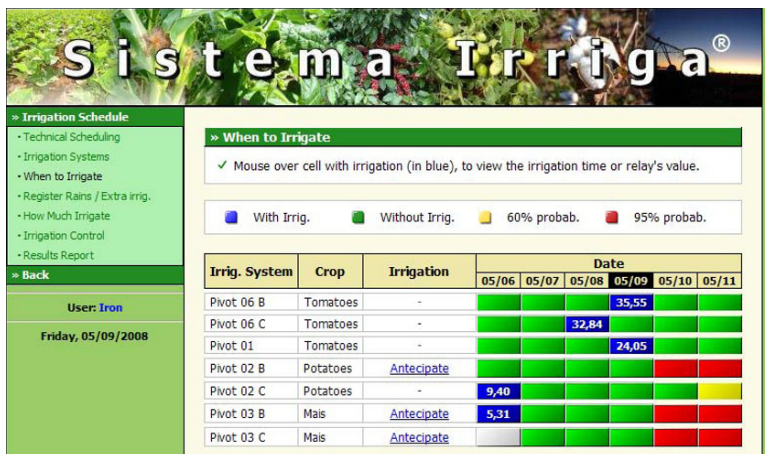 Sistema Irriga®
» Irrigation Schedule
• Technical Scheduling
• Irrigation Systems
• When to Irrigate
• Register Rains / Extra irrig.
• How Much Irrigate
• Irrigation Control
• Results Report
» Back
User: Iron
Friday, 05/09/2008
» When to Irrigate
✓ Mouse over cell with irrigation (in blue), to view the irrigation time or relay's value.
With Irrig. Without Irrig. 60% probab. 95% probab.
Irrig. System Crop Irrigation Date
05/06 05/07 05/08 05/09 05/10 05/11
Pivot 06 B Tomatoes - 35,55
Pivot 06 C Tomatoes - 32,84
Pivot 01 Tomatoes - 24,05
Pivot 02 B Potatoes Antecipate
Pivot 02 C Potatoes - 9,40
Pivot 03 B Mais Antecipate 5,31
Pivot 03 C Mais Antecipate